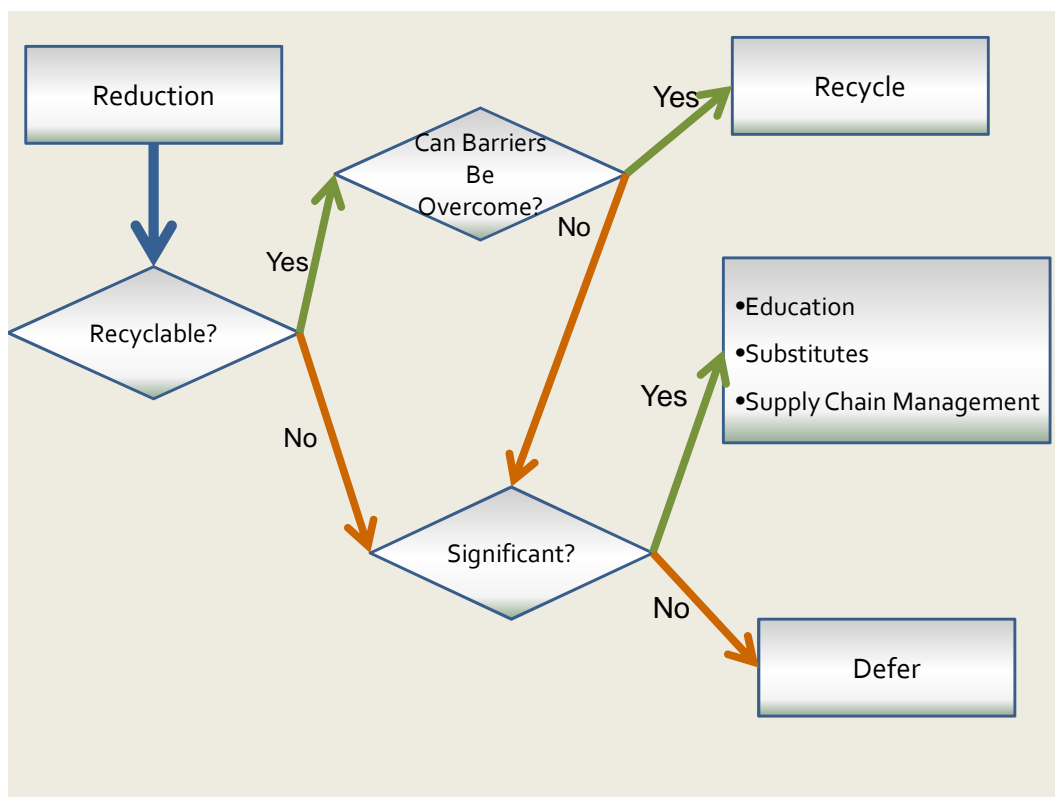 Reduction
Recyclable?
Yes
No
Can Barriers
Be
Overcome?
Yes
No
Recycle
Significant?
Yes
No
•Education
•Substitutes
•Supply Chain Management
Defer